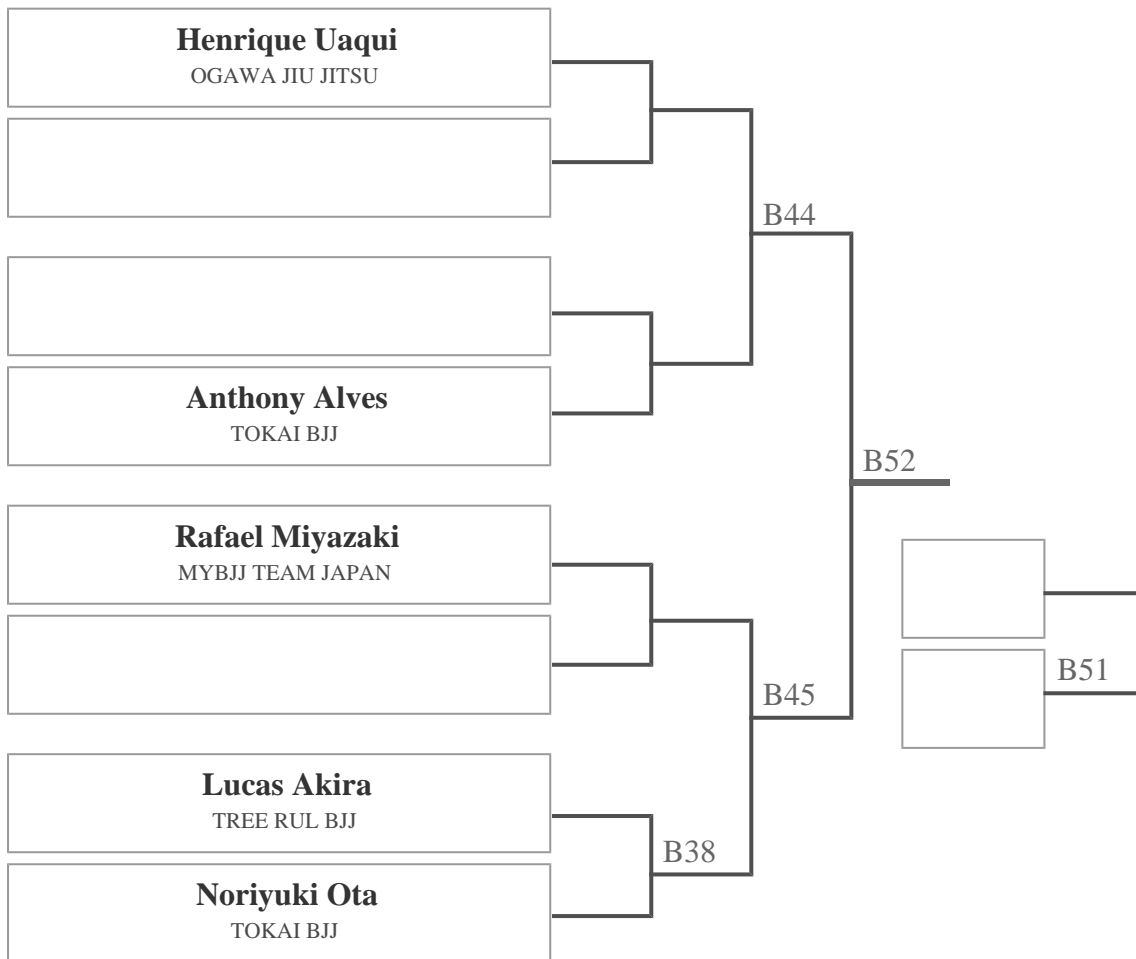 Henrique Uaqui
OGAWA JIU JITSU
B44
Anthony Alves
TOKAI BJJ
B52
Rafael Miyazaki
MYBJJ TEAM JAPAN
B51
B45
Lucas Akira
TREE RUL BJJ
B38
Noriyuki Ota
TOKAI BJJ